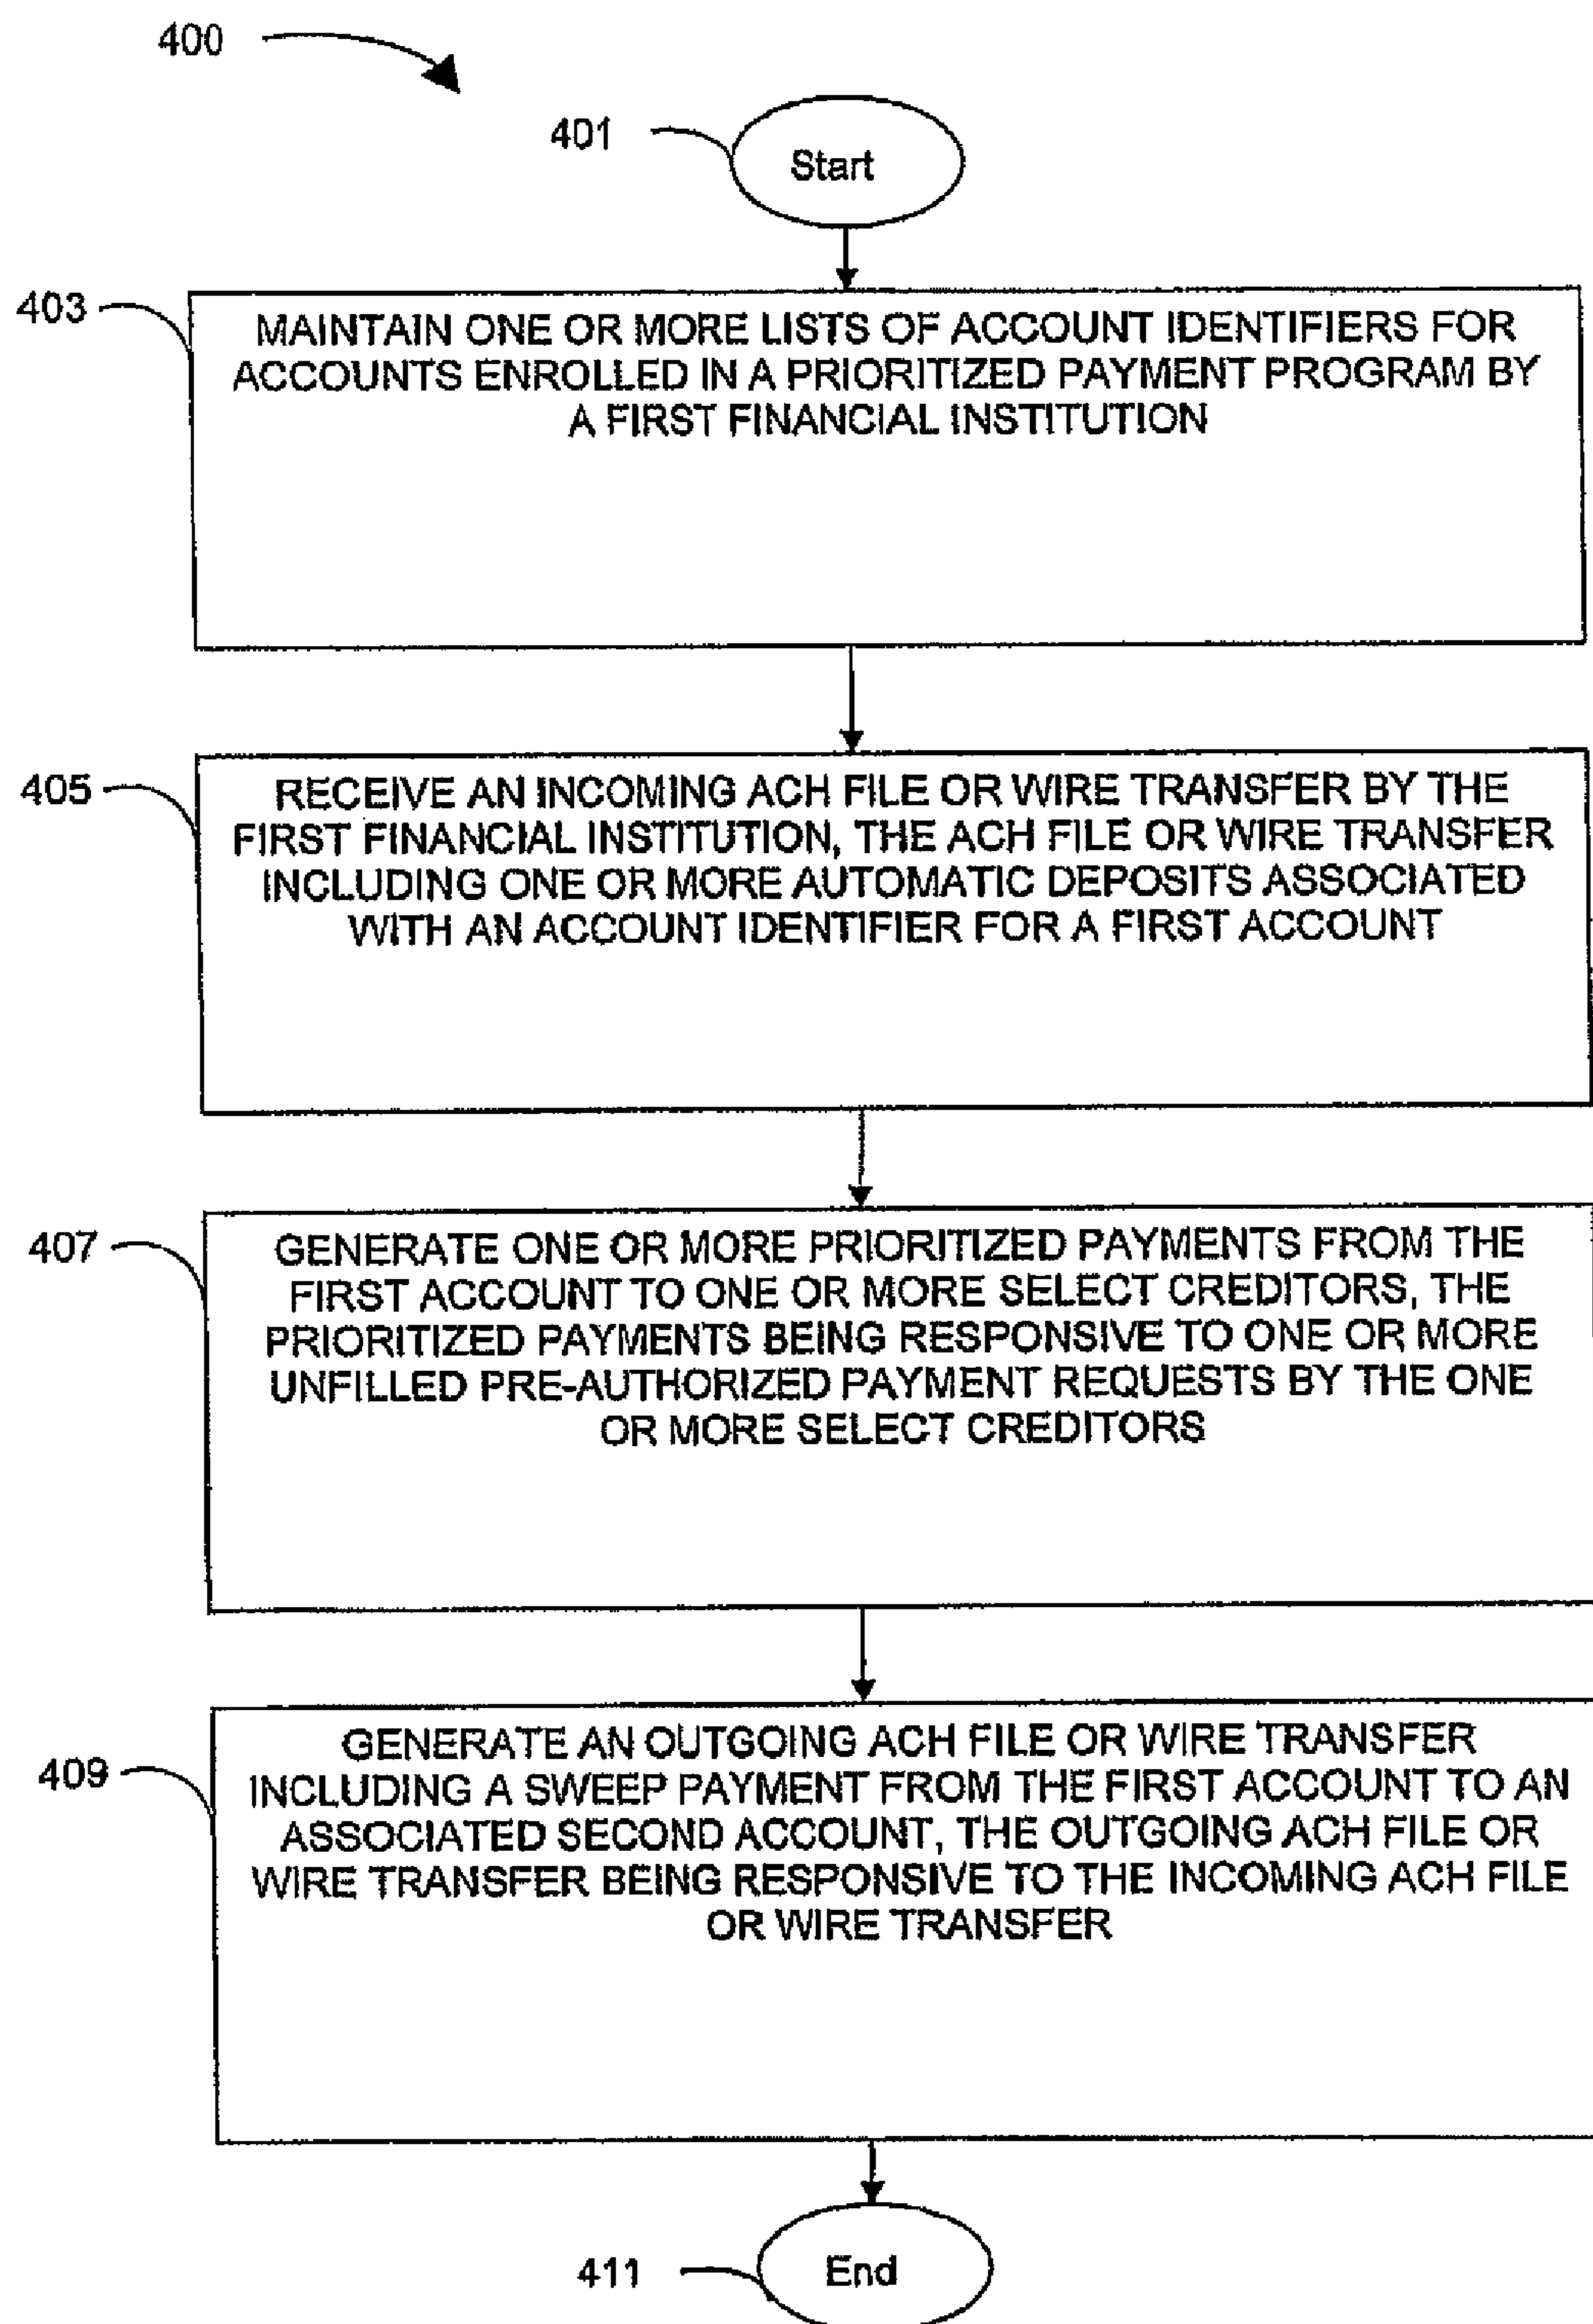 400
401
Start
403
MAINTAIN ONE OR MORE LISTS OF ACCOUNT IDENTIFIERS FOR
ACCOUNTS ENROLLED IN A PRIORITIZED PAYMENT PROGRAM BY
A FIRST FINANCIAL INSTITUTION
405
RECEIVE AN INCOMING ACH FILE OR WIRE TRANSFER BY THE
FIRST FINANCIAL INSTITUTION, THE ACH FILE OR WIRE TRANSFER
INCLUDING ONE OR MORE AUTOMATIC DEPOSITS ASSOCIATED
WITH AN ACCOUNT IDENTIFIER FOR A FIRST ACCOUNT
407
GENERATE ONE OR MORE PRIORITIZED PAYMENTS FROM THE
FIRST ACCOUNT TO ONE OR MORE SELECT CREDITORS, THE
PRIORITIZED PAYMENTS BEING RESPONSIVE TO ONE OR MORE
UNFILLED PRE-AUTHORIZED PAYMENT REQUESTS BY THE ONE
OR MORE SELECT CREDITORS
409
GENERATE AN OUTGOING ACH FILE OR WIRE TRANSFER
INCLUDING A SWEEP PAYMENT FROM THE FIRST ACCOUNT TO AN
ASSOCIATED SECOND ACCOUNT, THE OUTGOING ACH FILE OR
WIRE TRANSFER BEING RESPONSIVE TO THE INCOMING ACH FILE
OR WIRE TRANSFER
411
End